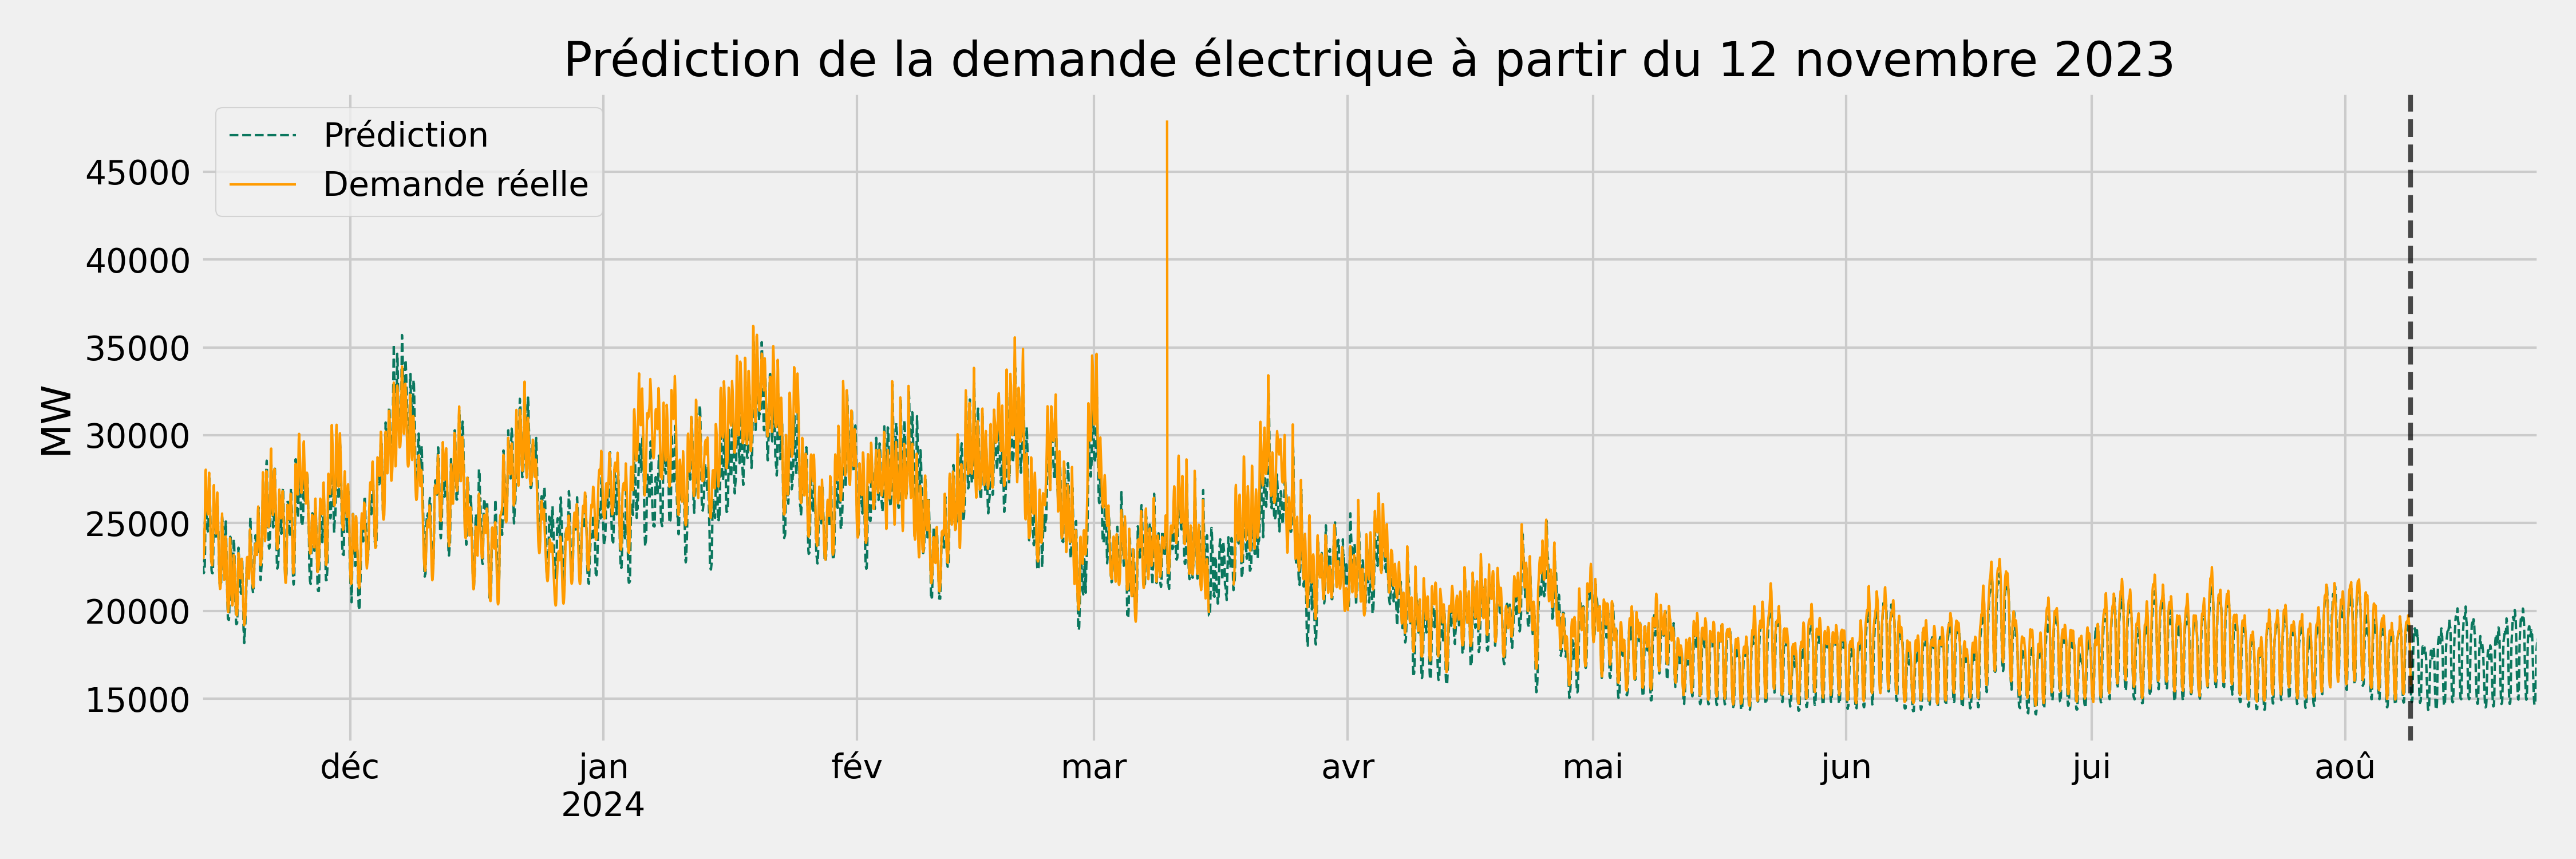 Prédiction de la demande électrique à partir du 12 novembre 2023
Prédiction
Demande réelle
MW
45000
40000
35000
30000
25000
20000
15000
déc
jan
2024
fév
mar
avr
mai
jun
jui
aoû